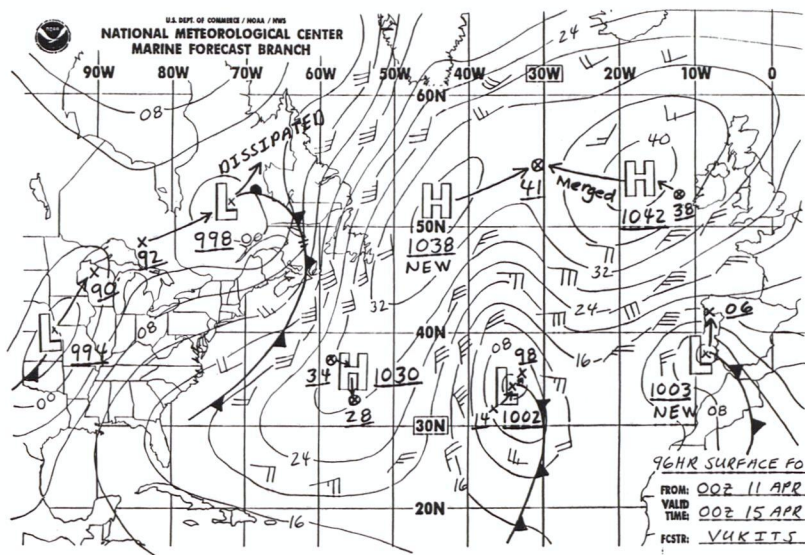 U.S. DEPT. OF COMMERCE / NOAA / NWS
NATIONAL METEOROLOGICAL CENTER
MARINE FORECAST BRANCH
24
90W 80W 70W 60W 50W 40W 30W 20W 10W 0
60N
08
DISSIPATED
40
H
41
Merged
H
1042
38
L
998
H
1038
NEW
50N
92
90
32
32
24
08
L
994
40N
16
06
08
98
34
H
1030
28
L
14
1002
L
1003
NEW
08
30N
24
16
16
20N
96HR SURFACE FO
FROM: 00Z 11 APR
VALID
TIME: 00Z 15 APR
FCSTR: VUKITS